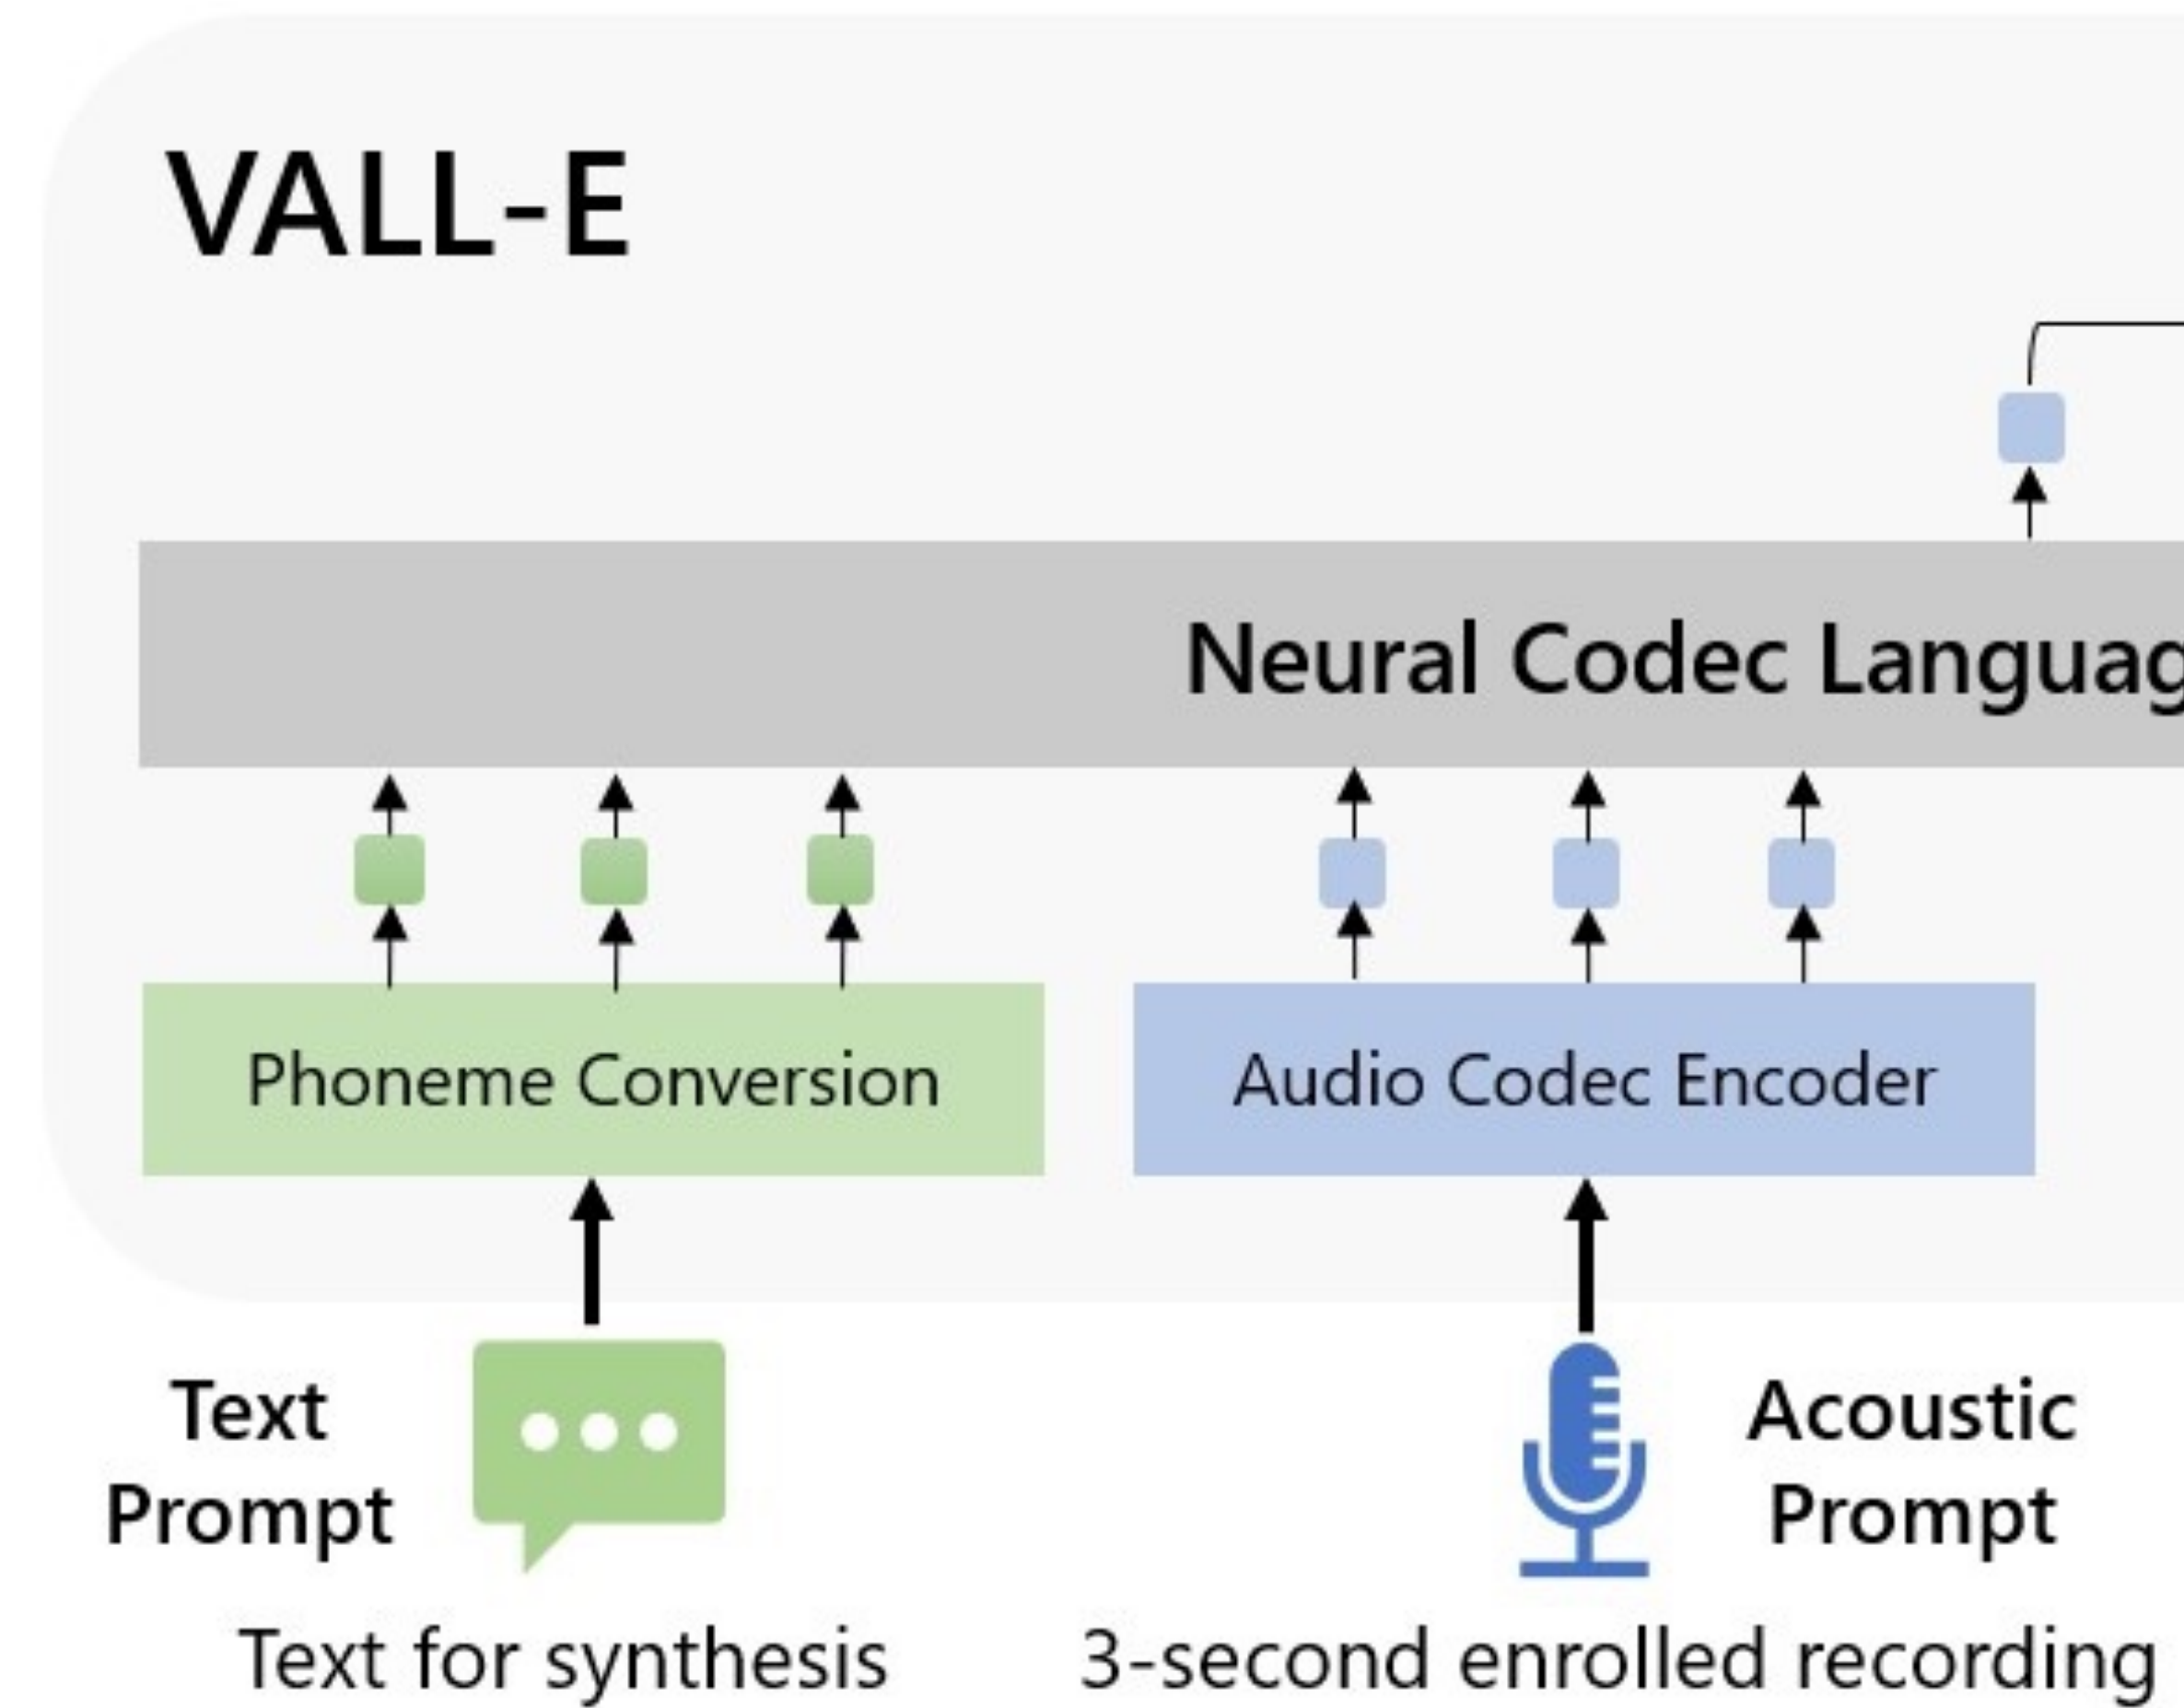 VALL-E
Neural Codec Languag
Phoneme Conversion
Audio Codec Encoder
Text
Prompt
Acoustic
Prompt
Text for synthesis
3-second enrolled recording